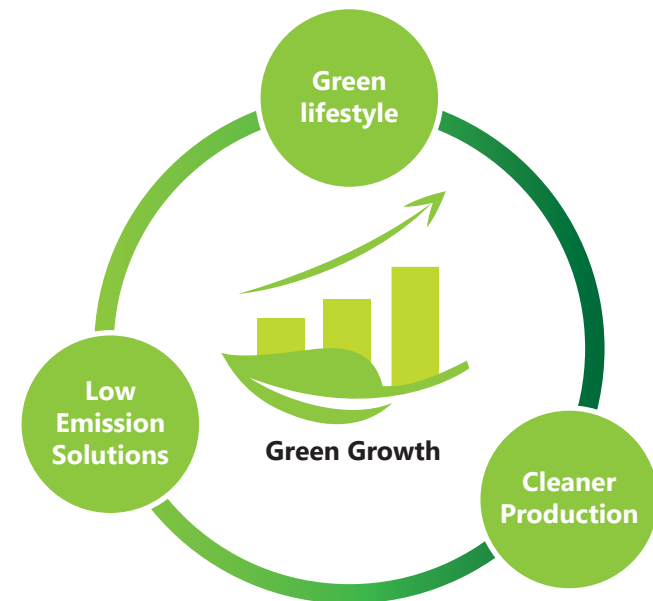 Green
lifestyle
Low
Emission
Solutions
Green Growth
Cleaner
Production